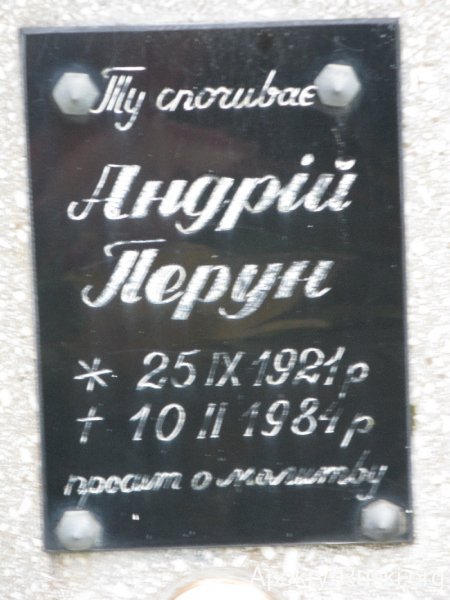 Ту спочиває
Андрій
Перун
* 25 IX 1921 р
† 10 II 1984 р
просит о молитву